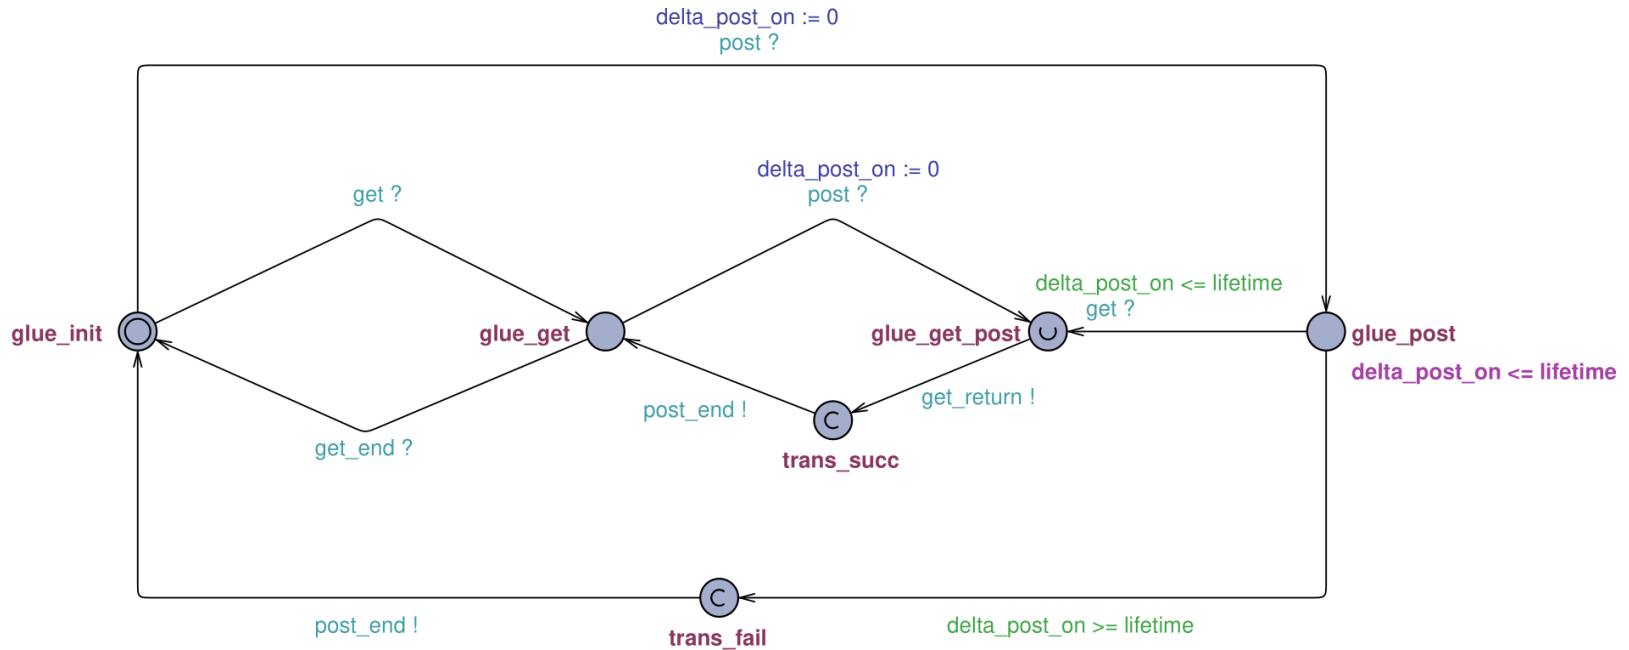 delta_post_on := 0
post ?
delta_post_on := 0
post ?
get ?
delta_post_on <= lifetime
get ?
glue_init
glue_get
glue_get_post
glue_post
delta_post_on <= lifetime
get_return !
post_end !
get_end ?
C
trans_succ
C
post_end !
trans_fail
delta_post_on >= lifetime